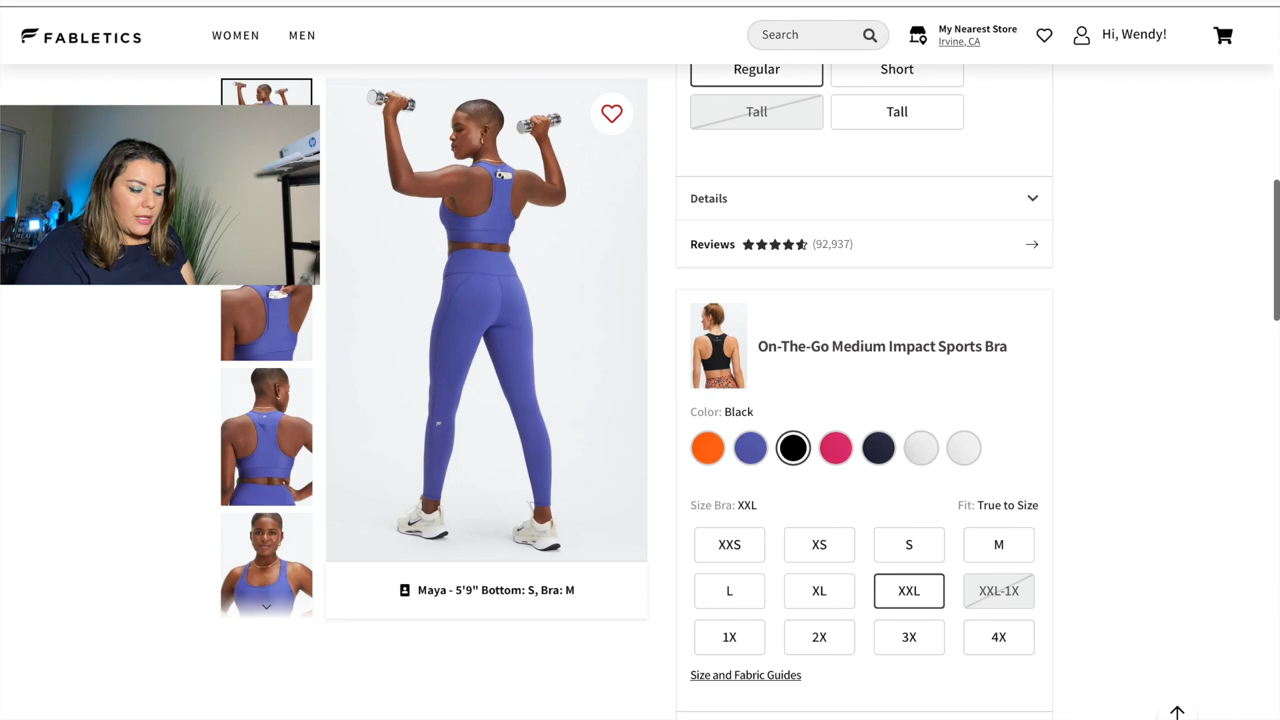 FABLETICS
WOMEN
MEN
Search
My Nearest Store
Irvine, CA
Hi, Wendy!
Regular
Short
Tall
Tall
Details
Reviews
(92,937)
On-The-Go Medium Impact Sports Bra
Color: Black
Size Bra: XXL
Fit: True to Size
XXS
XS
S
M
L
XL
XXL
XXL-1X
1X
2X
3X
4X
Size and Fabric Guides
Maya - 5'9" Bottom: S, Bra: M